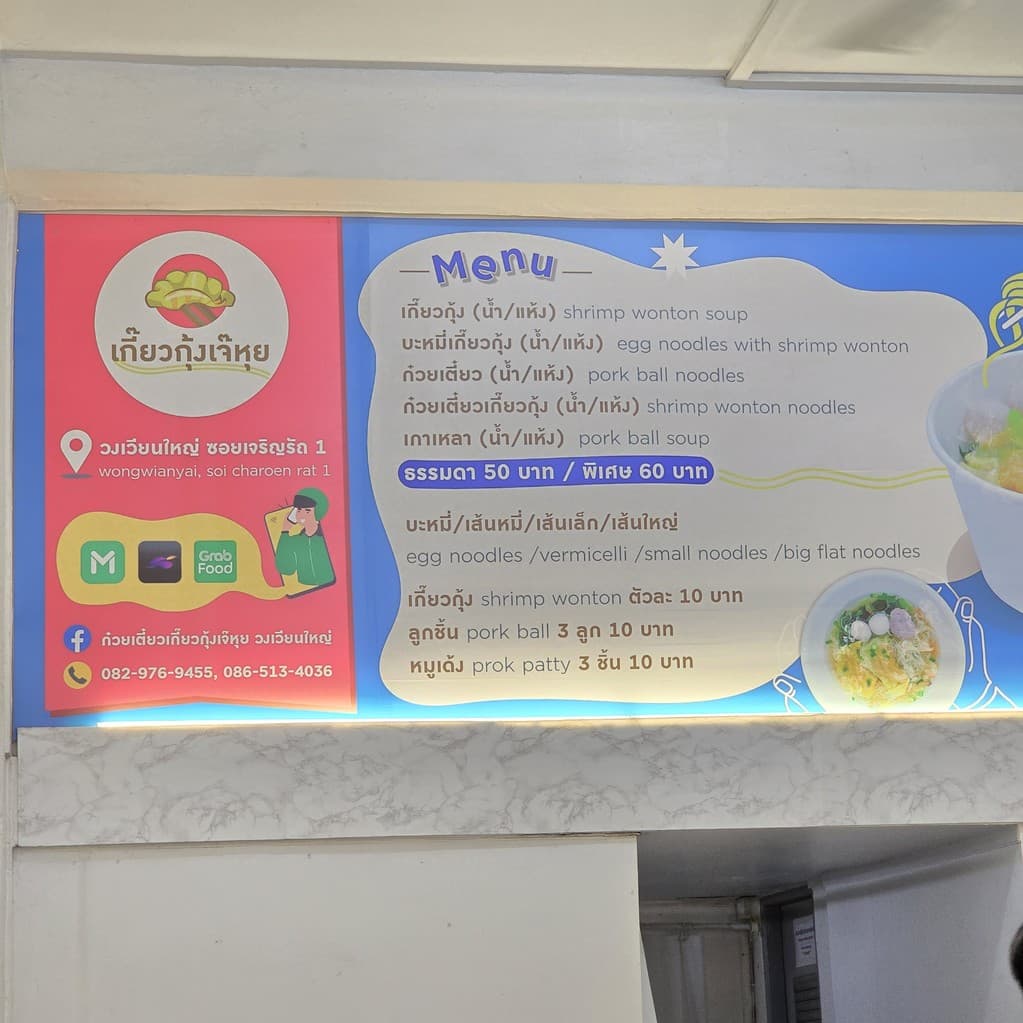 เกี๊ยวกุ้งเจ๊หุย
วงเวียนใหญ่ ซอยเจริญรัถ 1
wongwianyai, soi charoen rat 1
M
Grab
Food
ก๋วยเตี๋ยวเกี๊ยวกุ้งเจ๊หุย วงเวียนใหญ่
082-976-9455, 086-513-4036
Menu
เกี๊ยวกุ้ง (น้ำ/แห้ง) shrimp wonton soup
บะหมี่เกี๊ยวกุ้ง (น้ำ/แห้ง) egg noodles with shrimp wonton
ก๋วยเตี๋ยว (น้ำ/แห้ง) pork ball noodles
ก๋วยเตี๋ยวเกี๊ยวกุ้ง (น้ำ/แห้ง) shrimp wonton noodles
เกาเหลา (น้ำ/แห้ง) pork ball soup
ธรรมดา 50 บาท / พิเศษ 60 บาท
บะหมี่/เส้นหมี่/เส้นเล็ก/เส้นใหญ่
egg noodles /vermicelli /small noodles /big flat noodles
เกี๊ยวกุ้ง shrimp wonton ตัวละ 10 บาท
ลูกชิ้น pork ball 3 ลูก 10 บาท
หมูเด้ง prok patty 3 ชิ้น 10 บาท